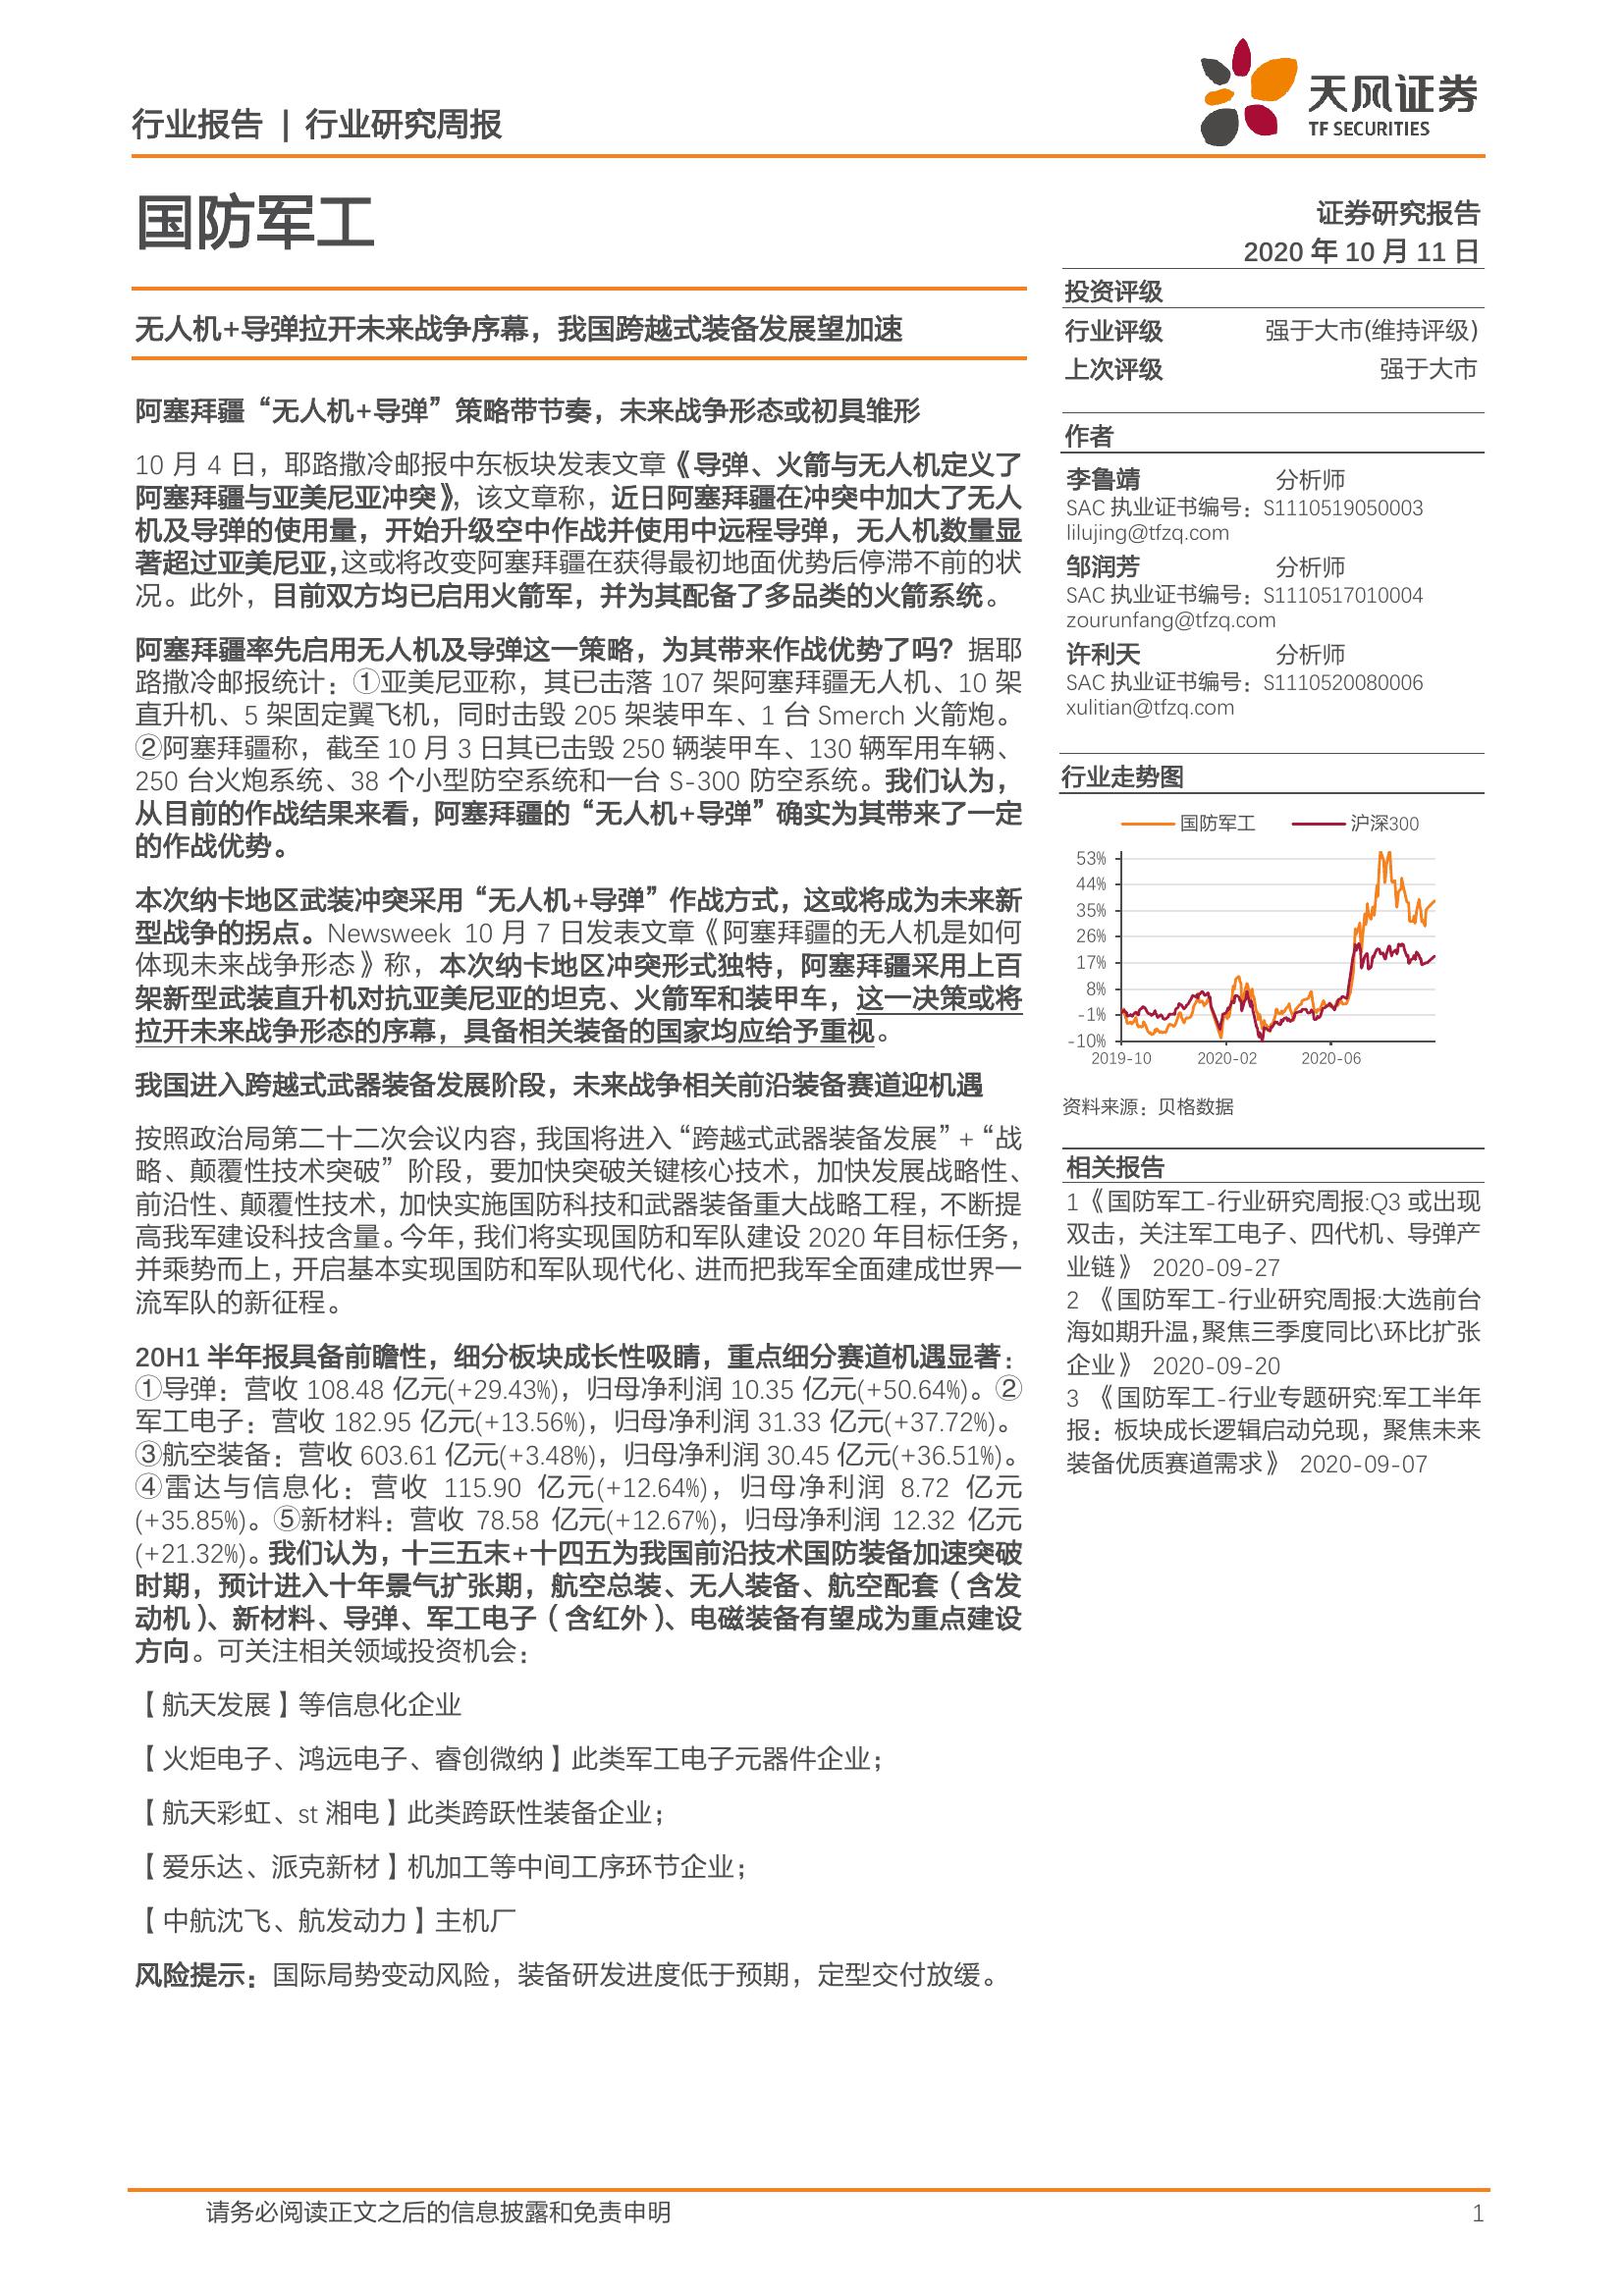 行业报告 | 行业研究周报
天风证券
TF SECURITIES
国防军工
证券研究报告
2020 年 10 月 11 日
无人机+导弹拉开未来战争序幕，我国跨越式装备发展望加速
阿塞拜疆“无人机+导弹”策略带节奏，未来战争形态或初具雏形
10 月 4 日，耶路撒冷邮报中东板块发表文章《导弹、火箭与无人机定义了
阿塞拜疆与亚美尼亚冲突》，该文章称，近日阿塞拜疆在冲突中加大了无人
机及导弹的使用量，开始升级空中作战并使用中远程导弹，无人机数量显
著超过亚美尼亚，这或将改变阿塞拜疆在获得最初地面优势后停滞不前的状
况。此外，目前双方均已启用火箭军，并为其配备了多品类的火箭系统。
阿塞拜疆率先启用无人机及导弹这一策略，为其带来作战优势了吗？据耶
路撒冷邮报统计：①亚美尼亚称，其已击落 107 架阿塞拜疆无人机、10 架
直升机、5 架固定翼飞机，同时击毁 205 架装甲车、1 台 Smerch 火箭炮。
②阿塞拜疆称，截至 10 月 3 日其已击毁 250 辆装甲车、130 辆军用车辆、
250 台火炮系统、38 个小型防空系统和一台 S-300 防空系统。我们认为，
从目前的作战结果来看，阿塞拜疆的“无人机+导弹”确实为其带来了一定
的作战优势。
本次纳卡地区武装冲突采用“无人机+导弹”作战方式，这或将成为未来新
型战争的拐点。Newsweek 10 月 7 日发表文章《阿塞拜疆的无人机是如何
体现未来战争形态》称，本次纳卡地区冲突形式独特，阿塞拜疆采用上百
架新型武装直升机对抗亚美尼亚的坦克、火箭军和装甲车，这一决策或将
拉开未来战争形态的序幕，具备相关装备的国家均应给予重视。
我国进入跨越式武器装备发展阶段，未来战争相关前沿装备赛道迎机遇
按照政治局第二十二次会议内容，我国将进入“跨越式武器装备发展”+“战
略、颠覆性技术突破”阶段，要加快突破关键核心技术，加快发展战略性、
前沿性、颠覆性技术，加快实施国防科技和武器装备重大战略工程，不断提
高我军建设科技含量。今年，我们将实现国防和军队建设 2020 年目标任务，
并乘势而上，开启基本实现国防和军队现代化、进而把我军全面建成世界一
流军队的新征程。
20H1 半年报具备前瞻性，细分板块成长性吸睛，重点细分赛道机遇显著：
①导弹：营收 108.48 亿元(+29.43%)，归母净利润 10.35 亿元(+50.64%)。②
军工电子：营收 182.95 亿元(+13.56%)，归母净利润 31.33 亿元(+37.72%)。
③航空装备：营收 603.61 亿元(+3.48%)，归母净利润 30.45 亿元(+36.51%)。
④雷达与信息化：营收 115.90 亿元(+12.64%)，归母净利润 8.72 亿元
(+35.85%)。⑤新材料：营收 78.58 亿元(+12.67%)，归母净利润 12.32 亿元
(+21.32%)。我们认为，十三五末+十四五为我国前沿技术国防装备加速突破
时期，预计进入十年景气扩张期，航空总装、无人装备、航空配套（含发
动机）、新材料、导弹、军工电子（含红外）、电磁装备有望成为重点建设
方向。可关注相关领域投资机会：
【航天发展】等信息化企业
【火炬电子、鸿远电子、睿创微纳】此类军工电子元器件企业；
【航天彩虹、st 湘电】此类跨跃性装备企业；
【爱乐达、派克新材】机加工等中间工序环节企业；
【中航沈飞、航发动力】主机厂
风险提示：国际局势变动风险，装备研发进度低于预期，定型交付放缓。
投资评级
行业评级 强于大市(维持评级)
上次评级 强于大市
作者
李鲁靖 分析师
SAC 执业证书编号：S1110519050003
lilujing@tfzq.com
邹润芳 分析师
SAC 执业证书编号：S1110517010004
zourunfang@tfzq.com
许利天 分析师
SAC 执业证书编号：S1110520080006
xulitian@tfzq.com
行业走势图
国防军工 沪深300
53%
44%
35%
26%
17%
8%
-1%
-10%
2019-10 2020-02 2020-06
资料来源：贝格数据
相关报告
1《国防军工-行业研究周报:Q3 或出现
双击，关注军工电子、四代机、导弹产
业链》 2020-09-27
2 《国防军工-行业研究周报:大选前台
海如期升温,聚焦三季度同比\环比扩张
企业》 2020-09-20
3 《国防军工-行业专题研究:军工半年
报：板块成长逻辑启动兑现，聚焦未来
装备优质赛道需求》 2020-09-07
请务必阅读正文之后的信息披露和免责申明 1